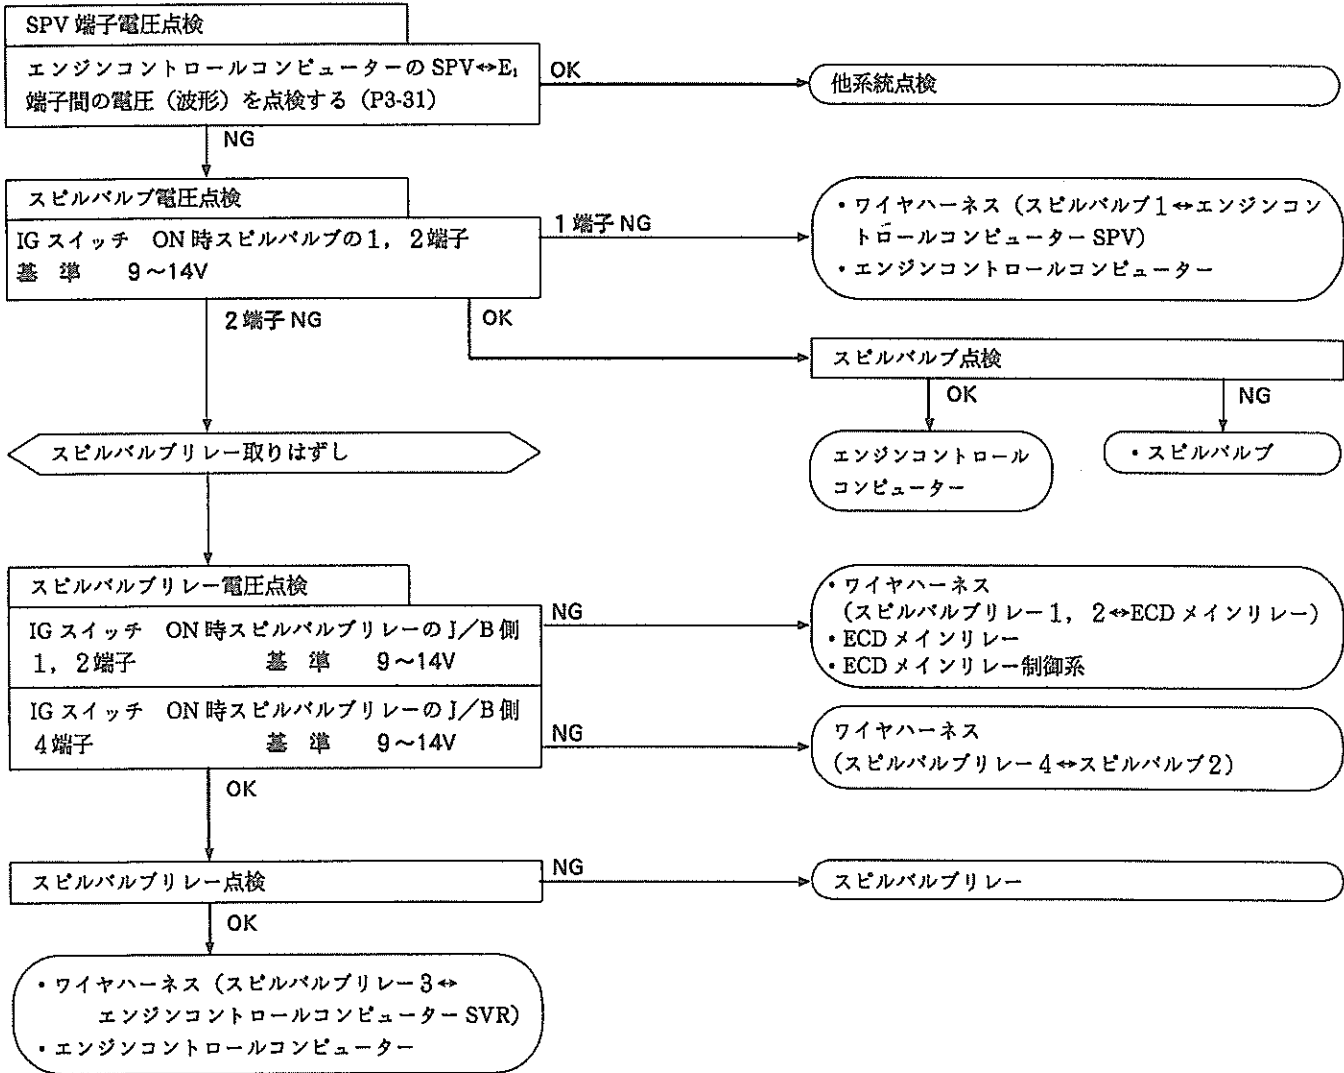 SPV 端子電圧点検
エンジンコントロールコンピューターの SPV↔E₁
端子間の電圧（波形）を点検する（P3-31）
OK
他系統点検
NG
スピルバルブ電圧点検
IG スイッチ　ON 時スピルバルブの1，2端子
基　準　　9～14V
1 端子 NG
・ワイヤハーネス（スピルバルブ1↔エンジンコン
トロールコンピューター SPV）
・エンジンコントロールコンピューター
2 端子 NG
OK
スピルバルブ点検
OK
NG
エンジンコントロール
コンピューター
・スピルバルブ
スピルバルブリレー取りはずし
スピルバルブリレー電圧点検
IG スイッチ　ON 時スピルバルブリレーの J／B 側
1，2端子　　　　　基　準　　9～14V
NG
・ワイヤハーネス
（スピルバルブリレー1，2↔ECD メインリレー）
・ECD メインリレー
・ECD メインリレー制御系
IG スイッチ　ON 時スピルバルブリレーの J／B 側
4端子　　　　　　　基　準　　9～14V
NG
ワイヤハーネス
（スピルバルブリレー4↔スピルバルブ2）
OK
スピルバルブリレー点検
NG
スピルバルブリレー
OK
・ワイヤハーネス（スピルバルブリレー3↔
エンジンコントロールコンピューター SVR）
・エンジンコントロールコンピューター